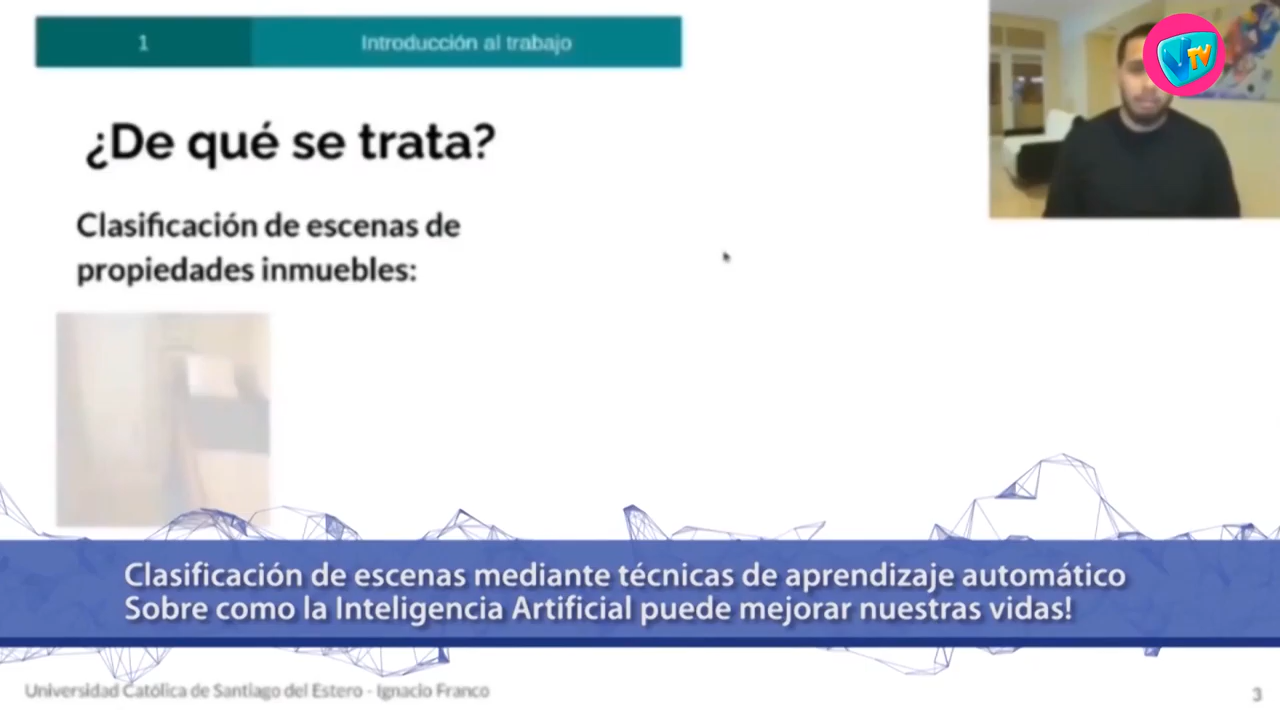 1
Introducción al trabajo
VTV
¿De qué se trata?
Clasificación de escenas de
propiedades inmuebles:
Clasificación de escenas mediante técnicas de aprendizaje automático
Sobre como la Inteligencia Artificial puede mejorar nuestras vidas!
Universidad Católica de Santiago del Estero - Ignacio Franco
3